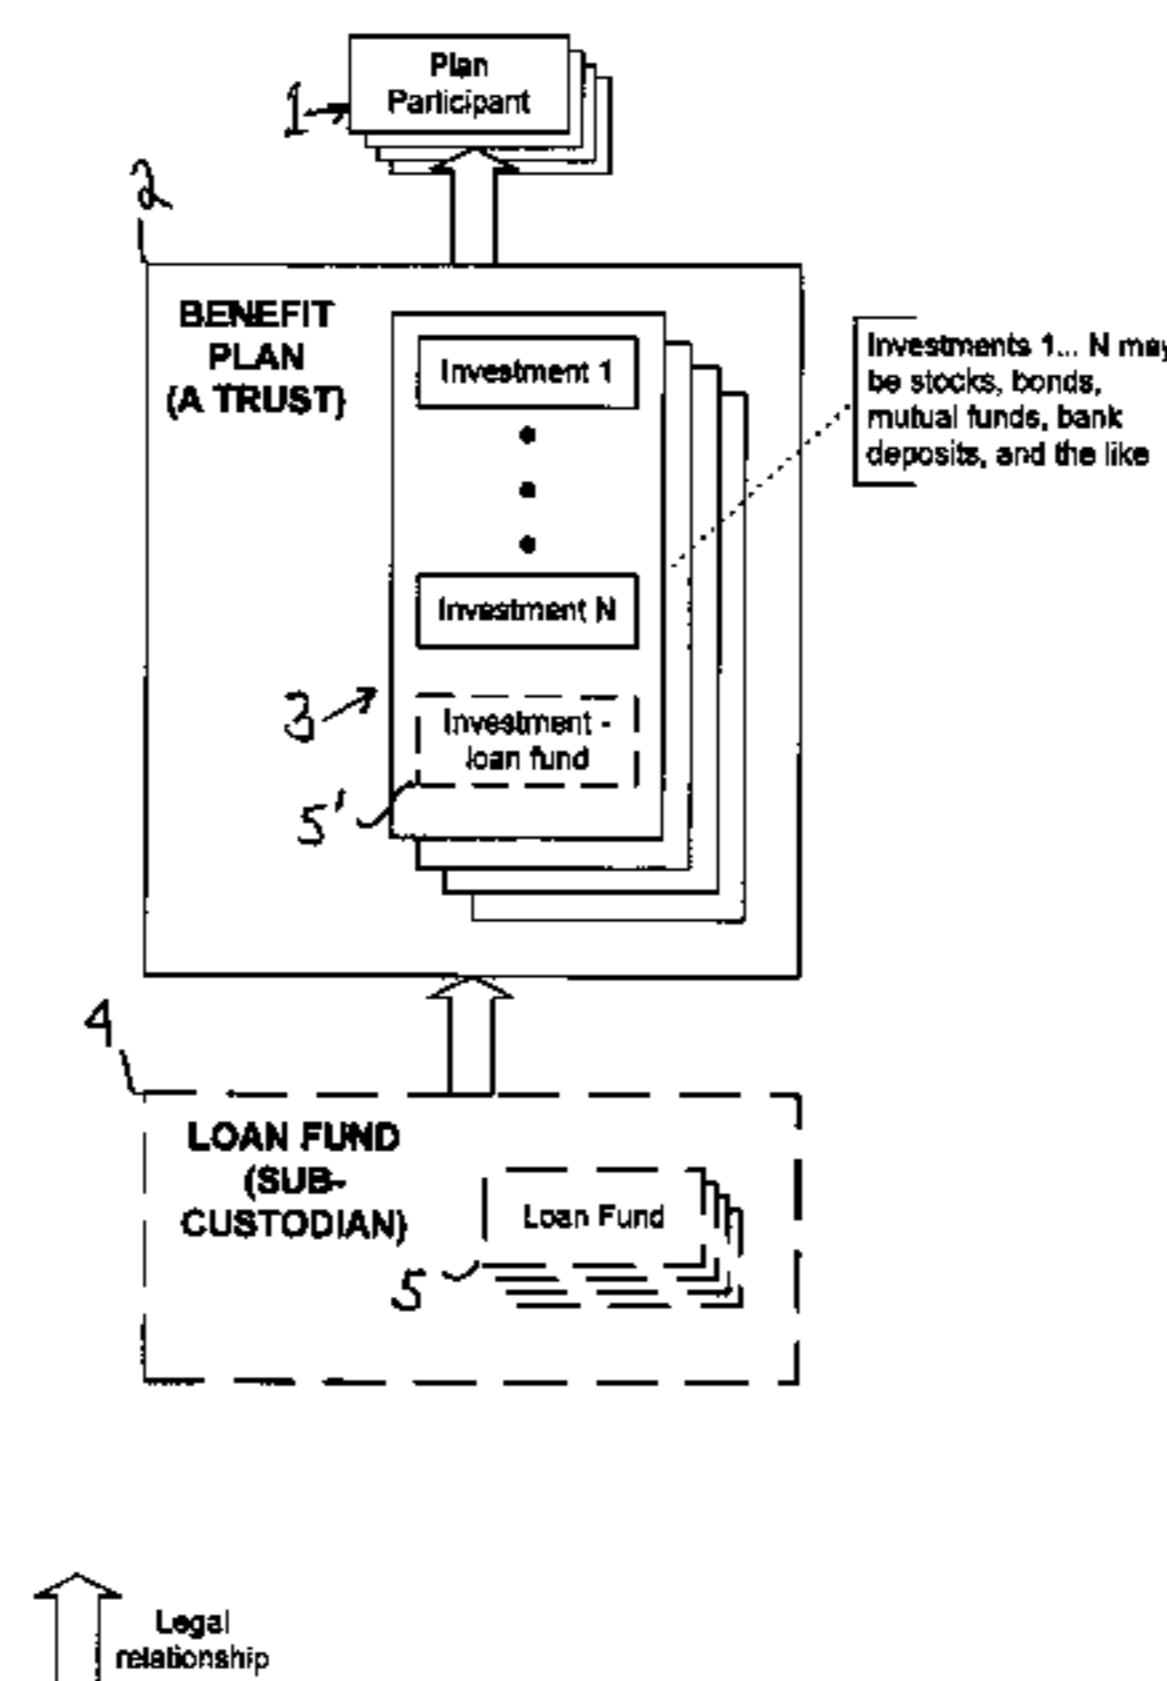 Plan
Participant
1
2
BENEFIT
PLAN
(A TRUST)
Investment 1
Investments 1... N may
be stocks, bonds,
mutual funds, bank
deposits, and the like
Investment N
3
Investment -
loan fund
5'
4
LOAN FUND
(SUB-
CUSTODIAN)
Loan Fund
5
Legal
relationship